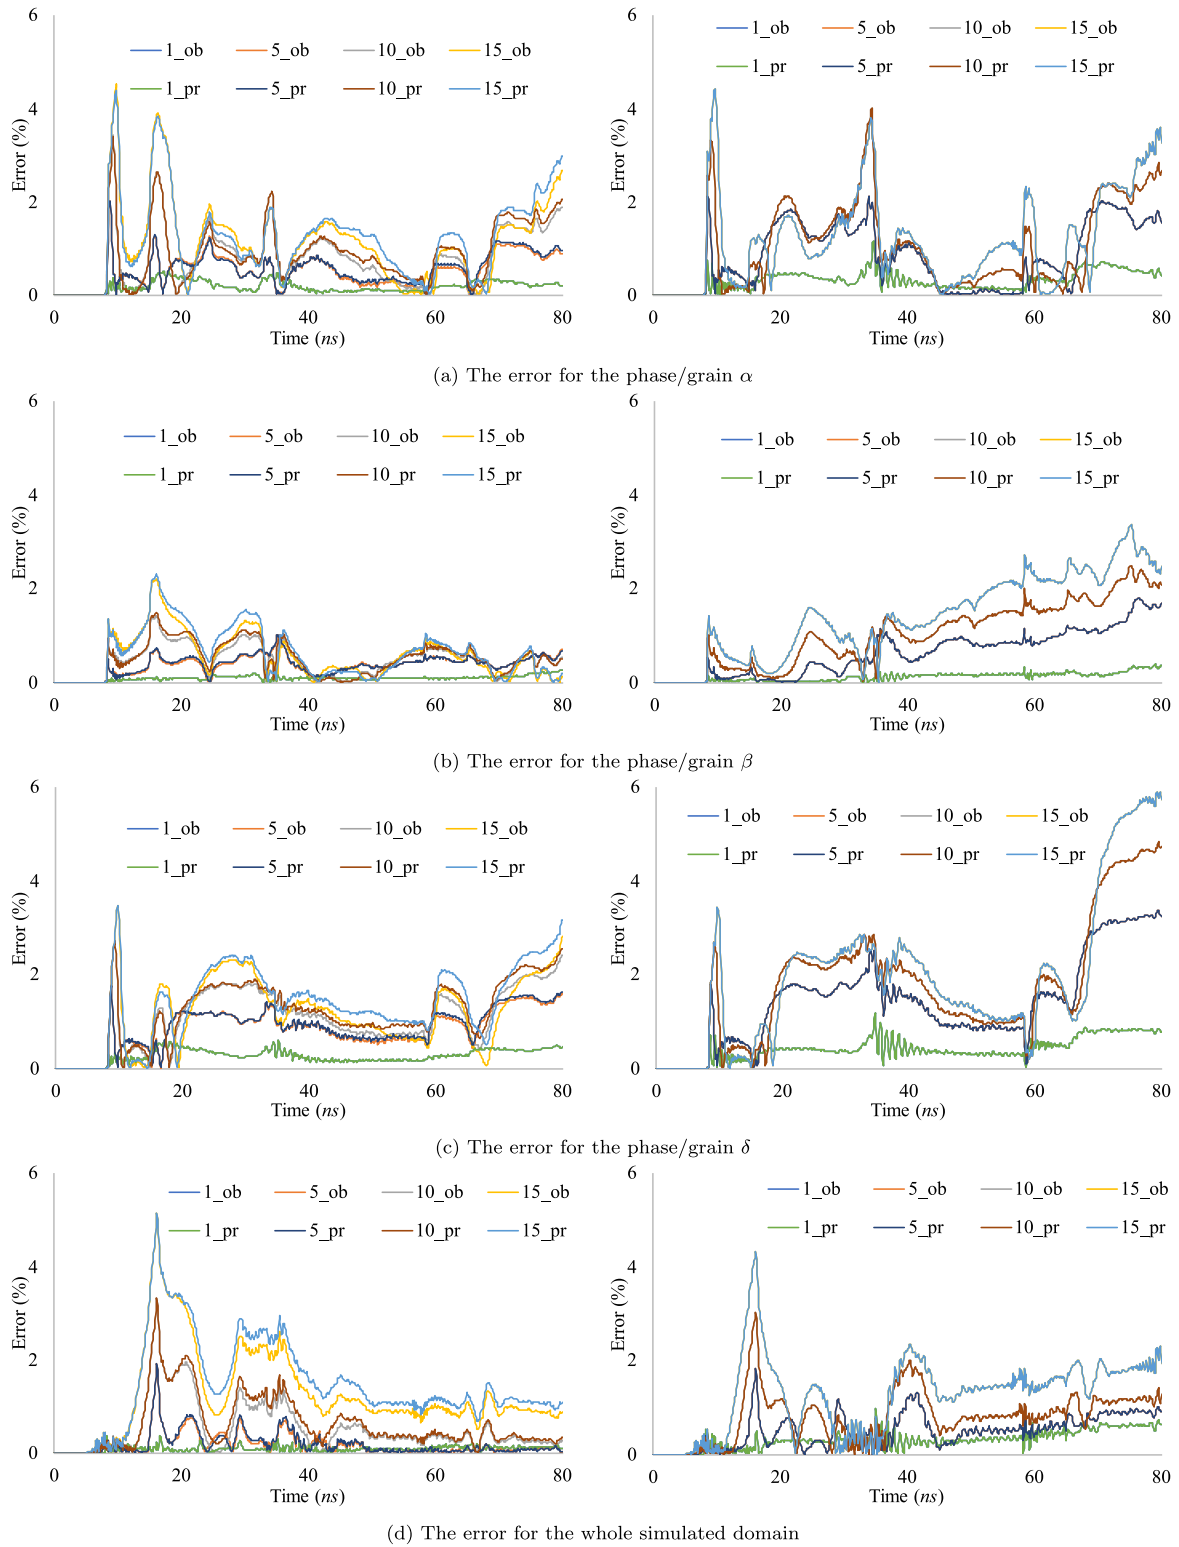 6
4
2
0
Error (%)
1_ob 5_ob 10_ob 15_ob
1_pr 5_pr 10_pr 15_pr
0 20 40 60 80
Time (ns)
6
4
2
0
Error (%)
1_ob 5_ob 10_ob 15_ob
1_pr 5_pr 10_pr 15_pr
0 20 40 60 80
Time (ns)
(a) The error for the phase/grain α
6
4
2
0
Error (%)
1_ob 5_ob 10_ob 15_ob
1_pr 5_pr 10_pr 15_pr
0 20 40 60 80
Time (ns)
6
4
2
0
Error (%)
1_ob 5_ob 10_ob 15_ob
1_pr 5_pr 10_pr 15_pr
0 20 40 60 80
Time (ns)
(b) The error for the phase/grain β
6
4
2
0
Error (%)
1_ob 5_ob 10_ob 15_ob
1_pr 5_pr 10_pr 15_pr
0 20 40 60 80
Time (ns)
6
4
2
0
Error (%)
1_ob 5_ob 10_ob 15_ob
1_pr 5_pr 10_pr 15_pr
0 20 40 60 80
Time (ns)
(c) The error for the phase/grain δ
6
4
2
0
Error (%)
1_ob 5_ob 10_ob 15_ob
1_pr 5_pr 10_pr 15_pr
0 20 40 60 80
Time (ns)
6
4
2
0
Error (%)
1_ob 5_ob 10_ob 15_ob
1_pr 5_pr 10_pr 15_pr
0 20 40 60 80
Time (ns)
(d) The error for the whole simulated domain